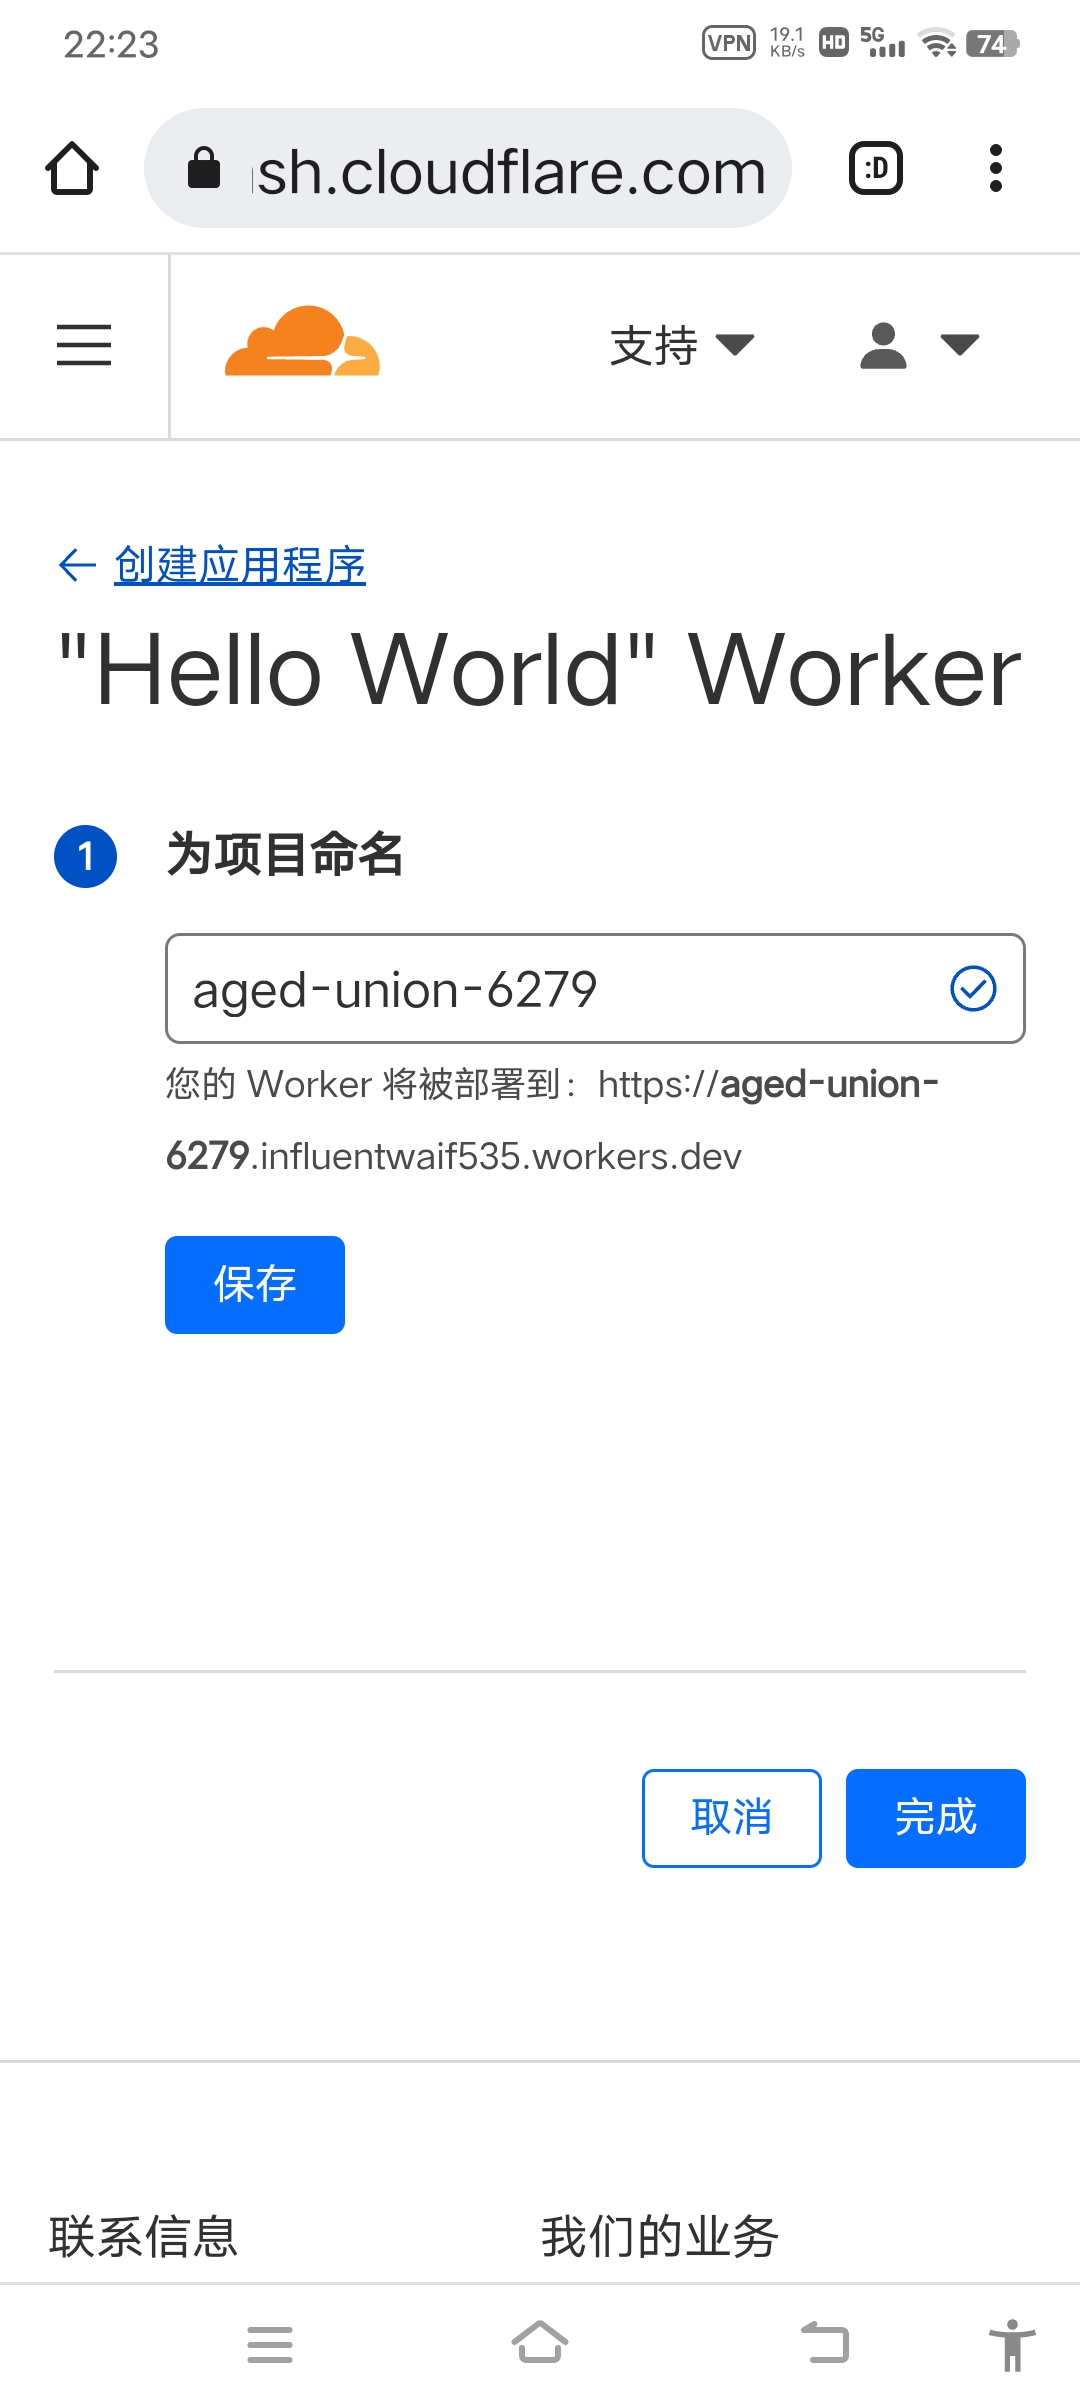 22:23
VPN 19.1 KB/s HD 5G 74
sh.cloudflare.com :D
支持
创建应用程序
"Hello World" Worker
1 为项目命名
aged-union-6279
您的 Worker 将被部署到：https://aged-union-
6279.influentwaif535.workers.dev
保存
取消 完成
联系信息 我们的业务